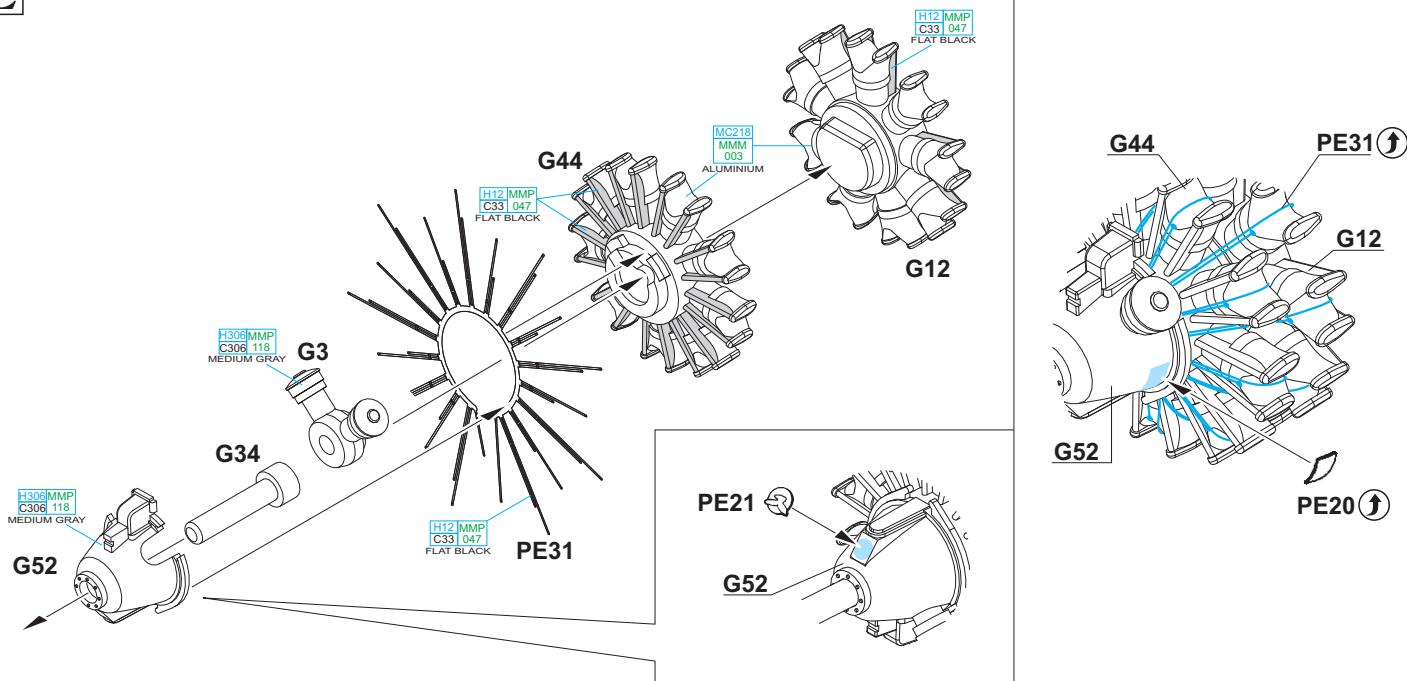 H12 MMP
C33 047
FLAT BLACK
MC218
MMM
003
ALUMINIUM
G44
H12 MMP
C33 047
FLAT BLACK
G12
H306 MMP
C306 118
MEDIUM GRAY
G3
G34
H306 MMP
C306 118
MEDIUM GRAY
G52
H12 MMP
C33 047
FLAT BLACK
PE31
PE21
G52
G44
PE31
G12
G52
PE20